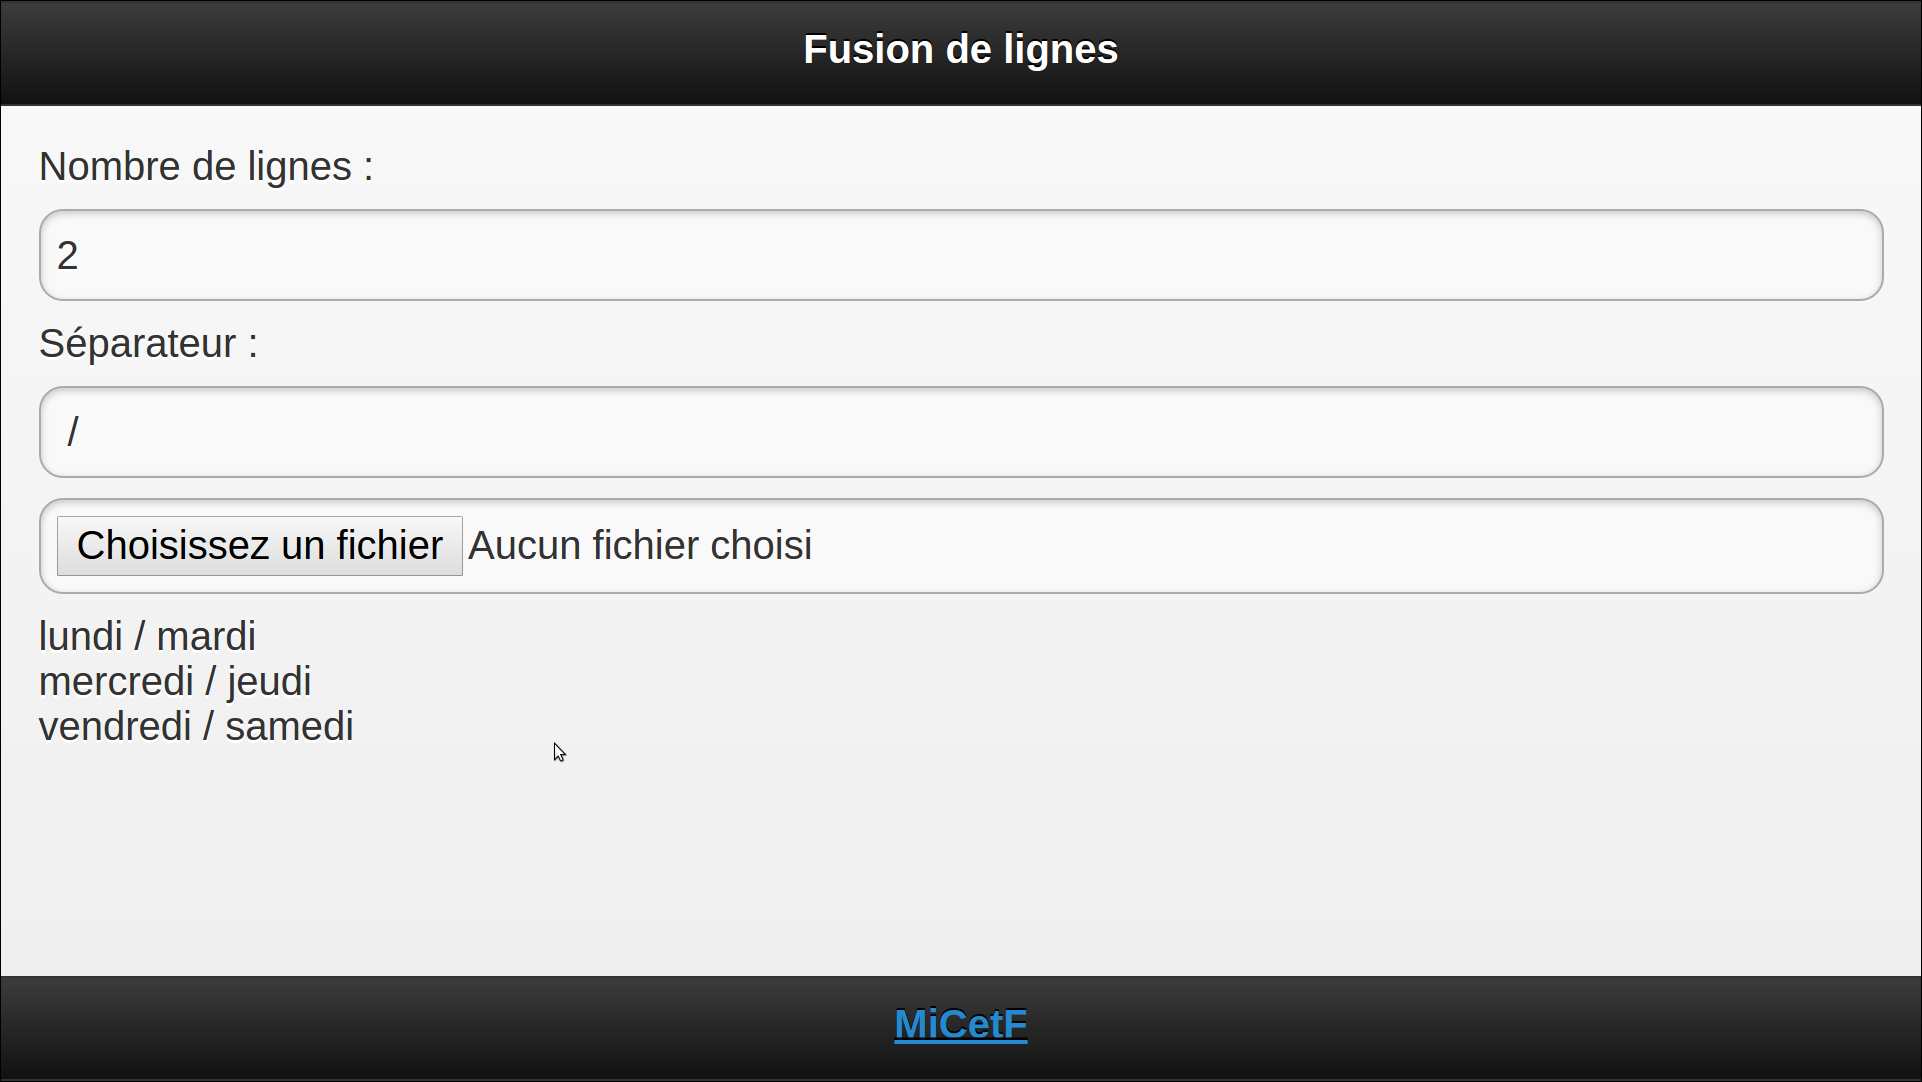 Fusion de lignes
Nombre de lignes :
2
Séparateur :
/
Choisissez un fichier Aucun fichier choisi
lundi / mardi
mercredi / jeudi
vendredi / samedi
MiCetF